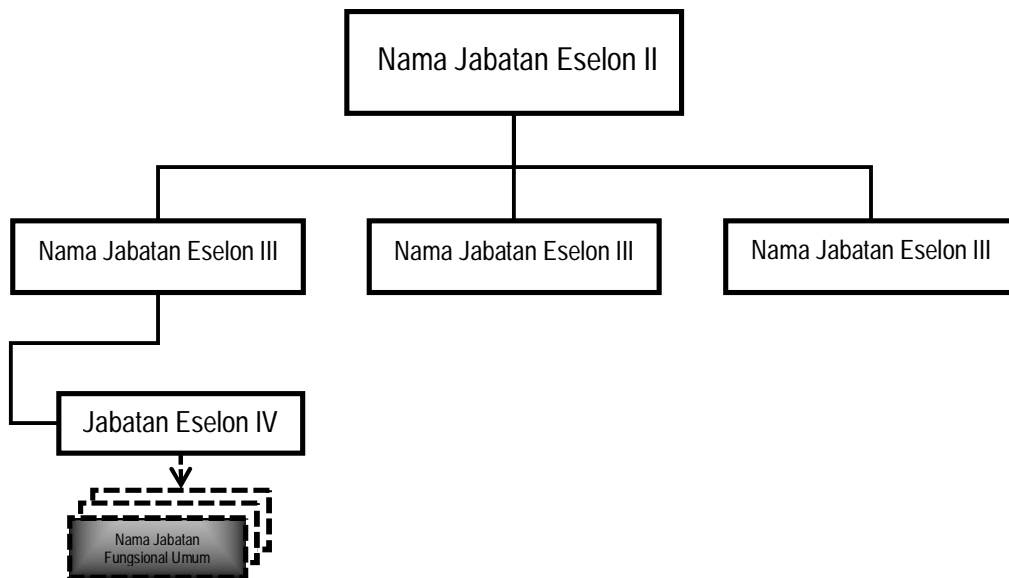 Nama Jabatan Eselon II
Nama Jabatan Eselon III
Nama Jabatan Eselon III
Nama Jabatan Eselon III
Jabatan Eselon IV
Nama Jabatan
Fungsional Umum